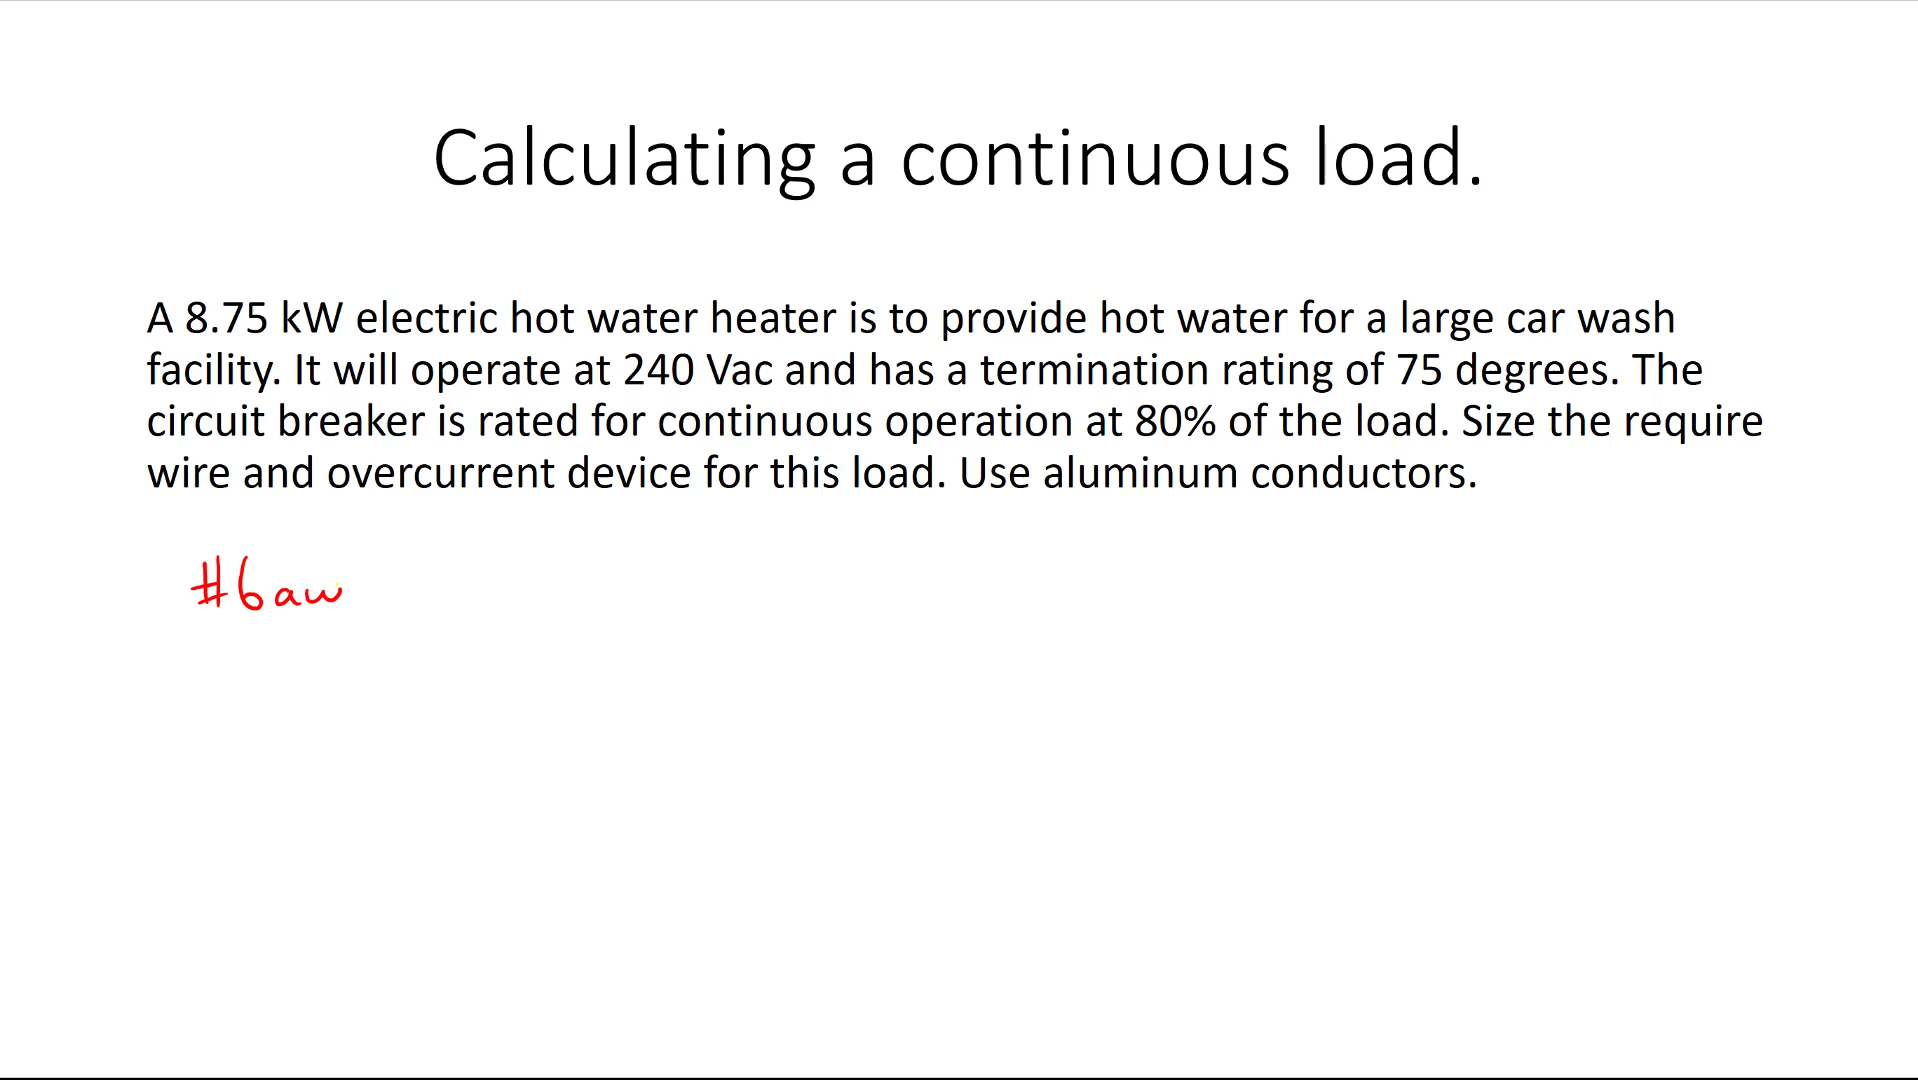 Calculating a continuous load.
A 8.75 kW electric hot water heater is to provide hot water for a large car wash
facility. It will operate at 240 Vac and has a termination rating of 75 degrees. The
circuit breaker is rated for continuous operation at 80% of the load. Size the require
wire and overcurrent device for this load. Use aluminum conductors.
#6 aw